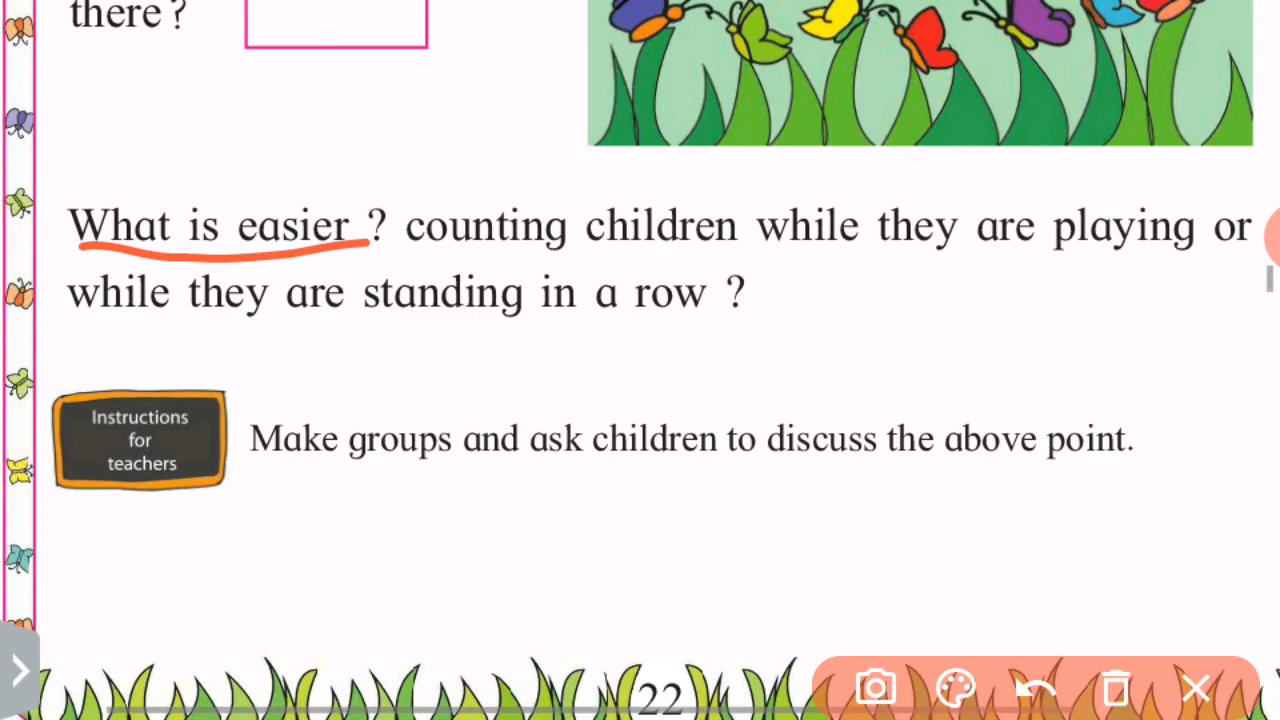 there ?
What is easier ? counting children while they are playing or
while they are standing in a row ?
Instructions
for
teachers
Make groups and ask children to discuss the above point.
22